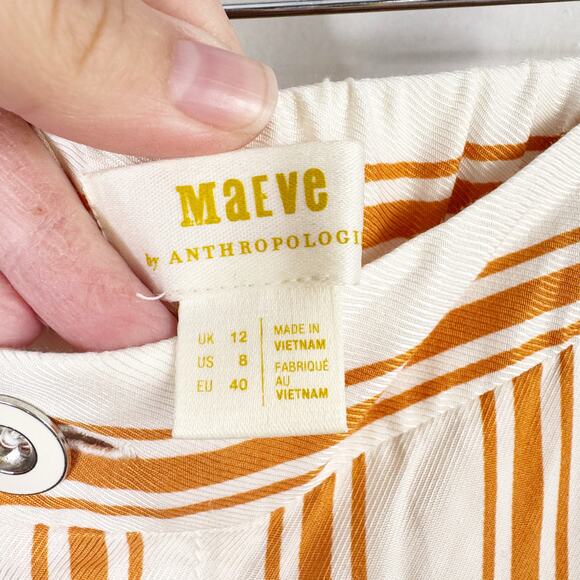 MaEve
by ANTHROPOLOGI
UK 12
US 8
EU 40
MADE IN
VIETNAM
FABRIQUÉ
AU
VIETNAM